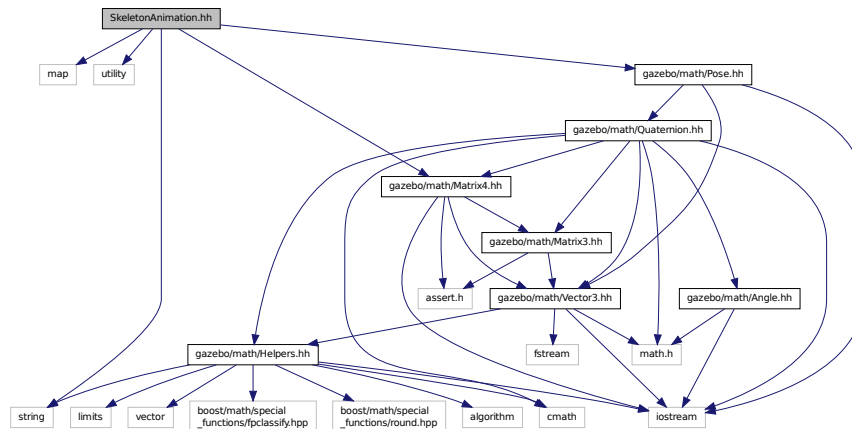 SkeletonAnimation.hh
map
utility
gazebo/math/Pose.hh
gazebo/math/Quaternion.hh
gazebo/math/Matrix4.hh
gazebo/math/Matrix3.hh
assert.h
gazebo/math/Vector3.hh
gazebo/math/Angle.hh
gazebo/math/Helpers.hh
fstream
math.h
string
limits
vector
boost/math/special
_functions/fpclassify.hpp
boost/math/special
_functions/round.hpp
algorithm
cmath
iostream